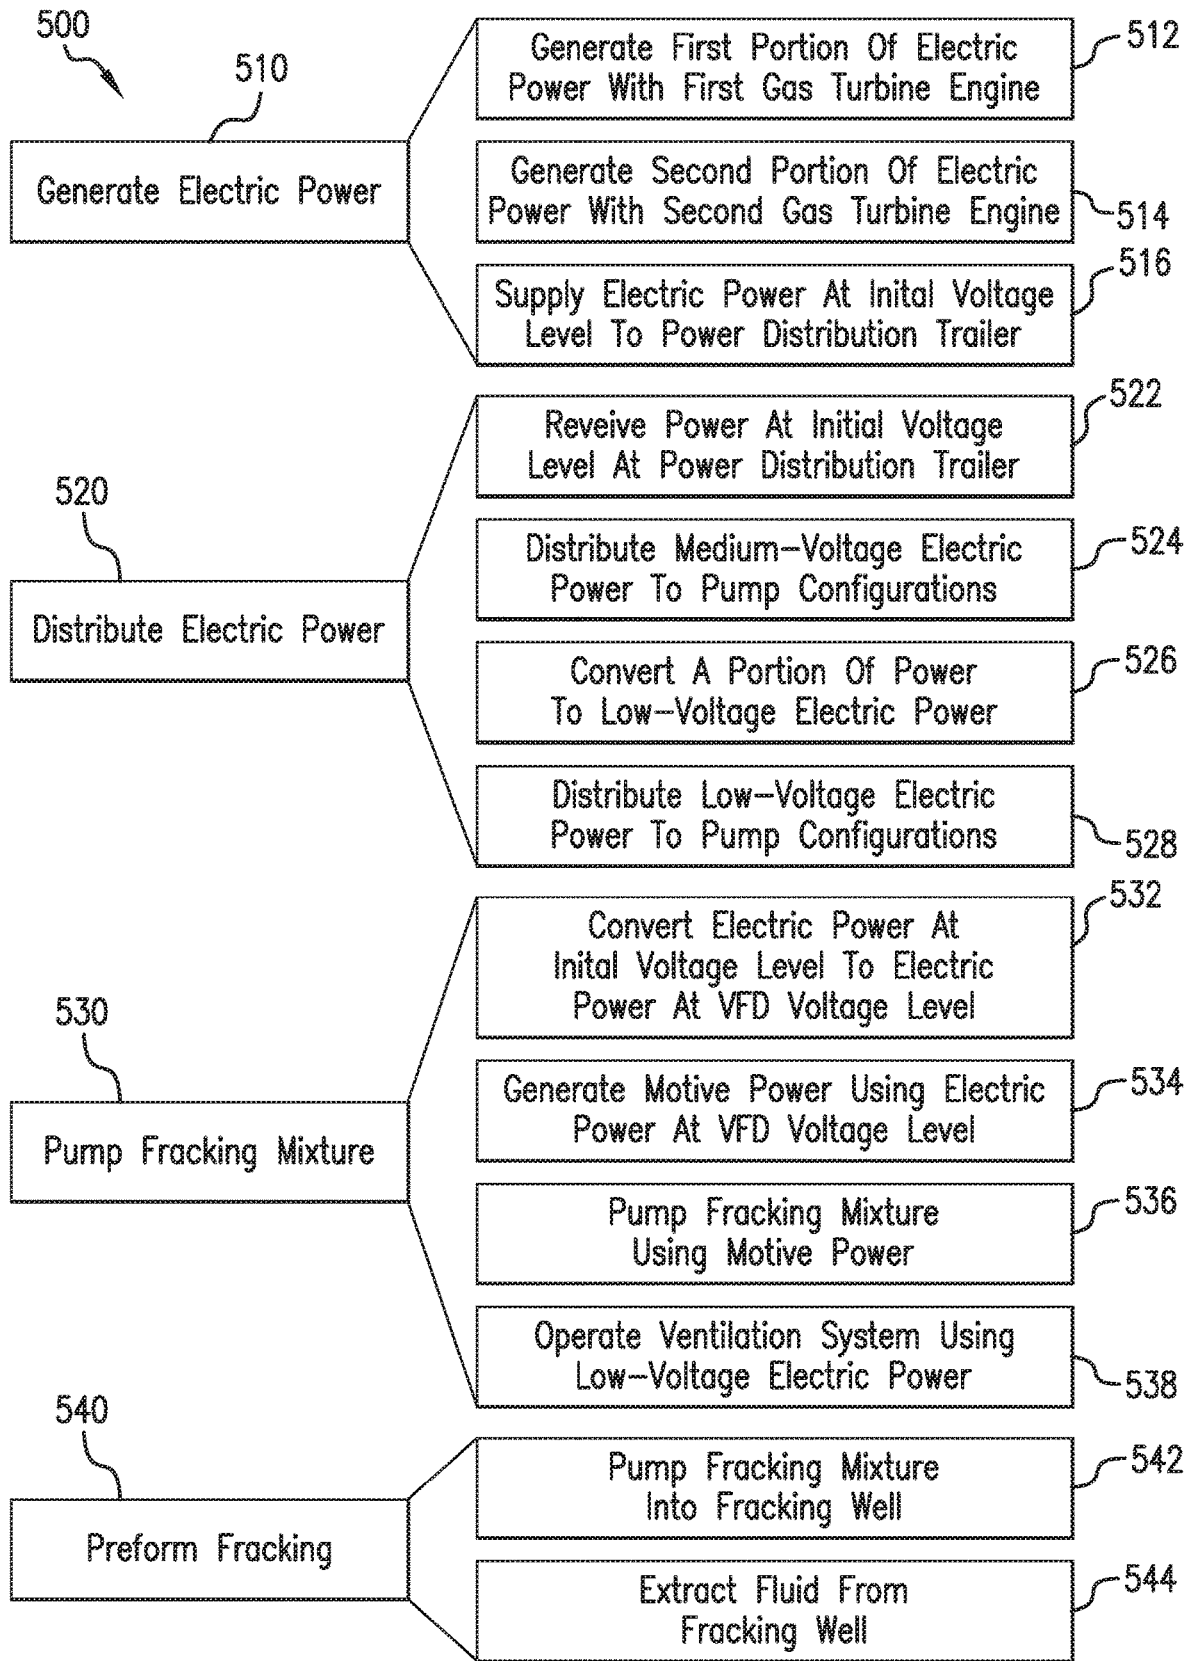 500
510
Generate Electric Power
Generate First Portion Of Electric
Power With First Gas Turbine Engine
512
Generate Second Portion Of Electric
Power With Second Gas Turbine Engine
514
Supply Electric Power At Inital Voltage
Level To Power Distribution Trailer
516
520
Distribute Electric Power
Reveive Power At Initial Voltage
Level At Power Distribution Trailer
522
Distribute Medium-Voltage Electric
Power To Pump Configurations
524
Convert A Portion Of Power
To Low-Voltage Electric Power
526
Distribute Low-Voltage Electric
Power To Pump Configurations
528
530
Pump Fracking Mixture
Convert Electric Power At
Inital Voltage Level To Electric
Power At VFD Voltage Level
532
Generate Motive Power Using Electric
Power At VFD Voltage Level
534
Pump Fracking Mixture
Using Motive Power
536
Operate Ventilation System Using
Low-Voltage Electric Power
538
540
Preform Fracking
Pump Fracking Mixture
Into Fracking Well
542
Extract Fluid From
Fracking Well
544